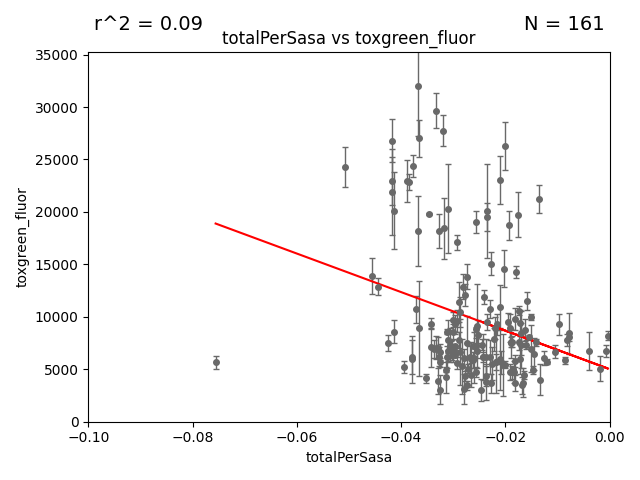 r^2 = 0.09
N = 161
totalPerSasa vs toxgreen_fluor
35000
30000
25000
20000
15000
10000
5000
0
toxgreen_fluor
−0.10
−0.08
−0.06
−0.04
−0.02
0.00
totalPerSasa